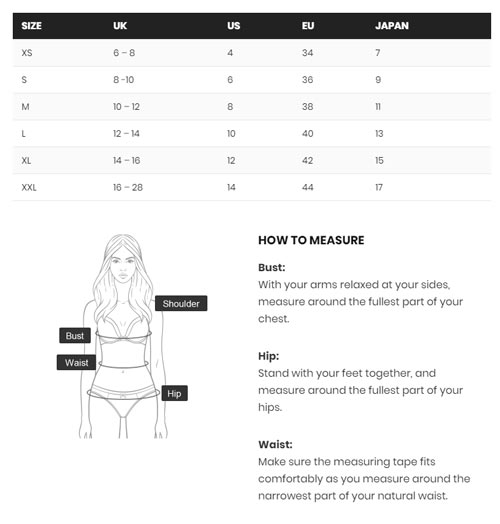 SIZE UK US EU JAPAN
XS 6 – 8 4 34 7
S 8 -10 6 36 9
M 10 – 12 8 38 11
L 12 – 14 10 40 13
XL 14 – 16 12 42 15
XXL 16 – 28 14 44 17
Shoulder
Bust
Waist
Hip
HOW TO MEASURE
Bust:
With your arms relaxed at your sides,
measure around the fullest part of your
chest.
Hip:
Stand with your feet together, and
measure around the fullest part of your
hips.
Waist:
Make sure the measuring tape fits
comfortably as you measure around the
narrowest part of your natural waist.